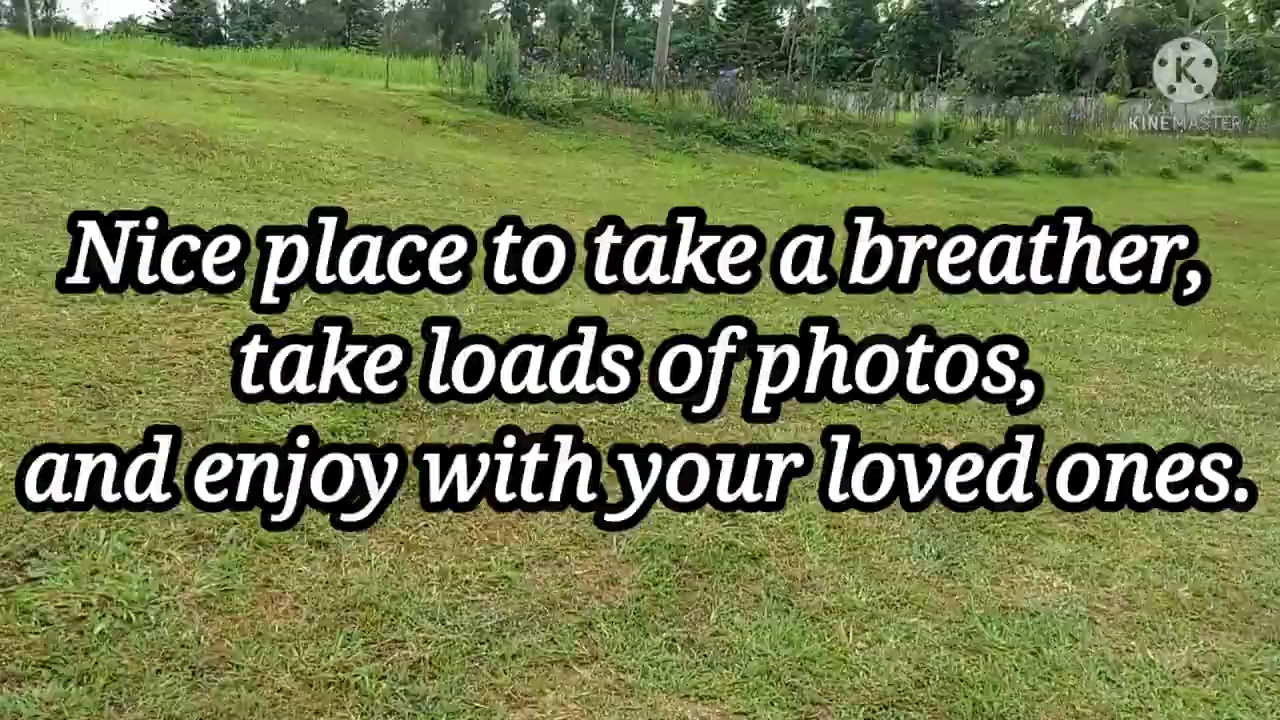 K
KINEMASTER
Nice place to take a breather,
take loads of photos,
and enjoy with your loved ones.